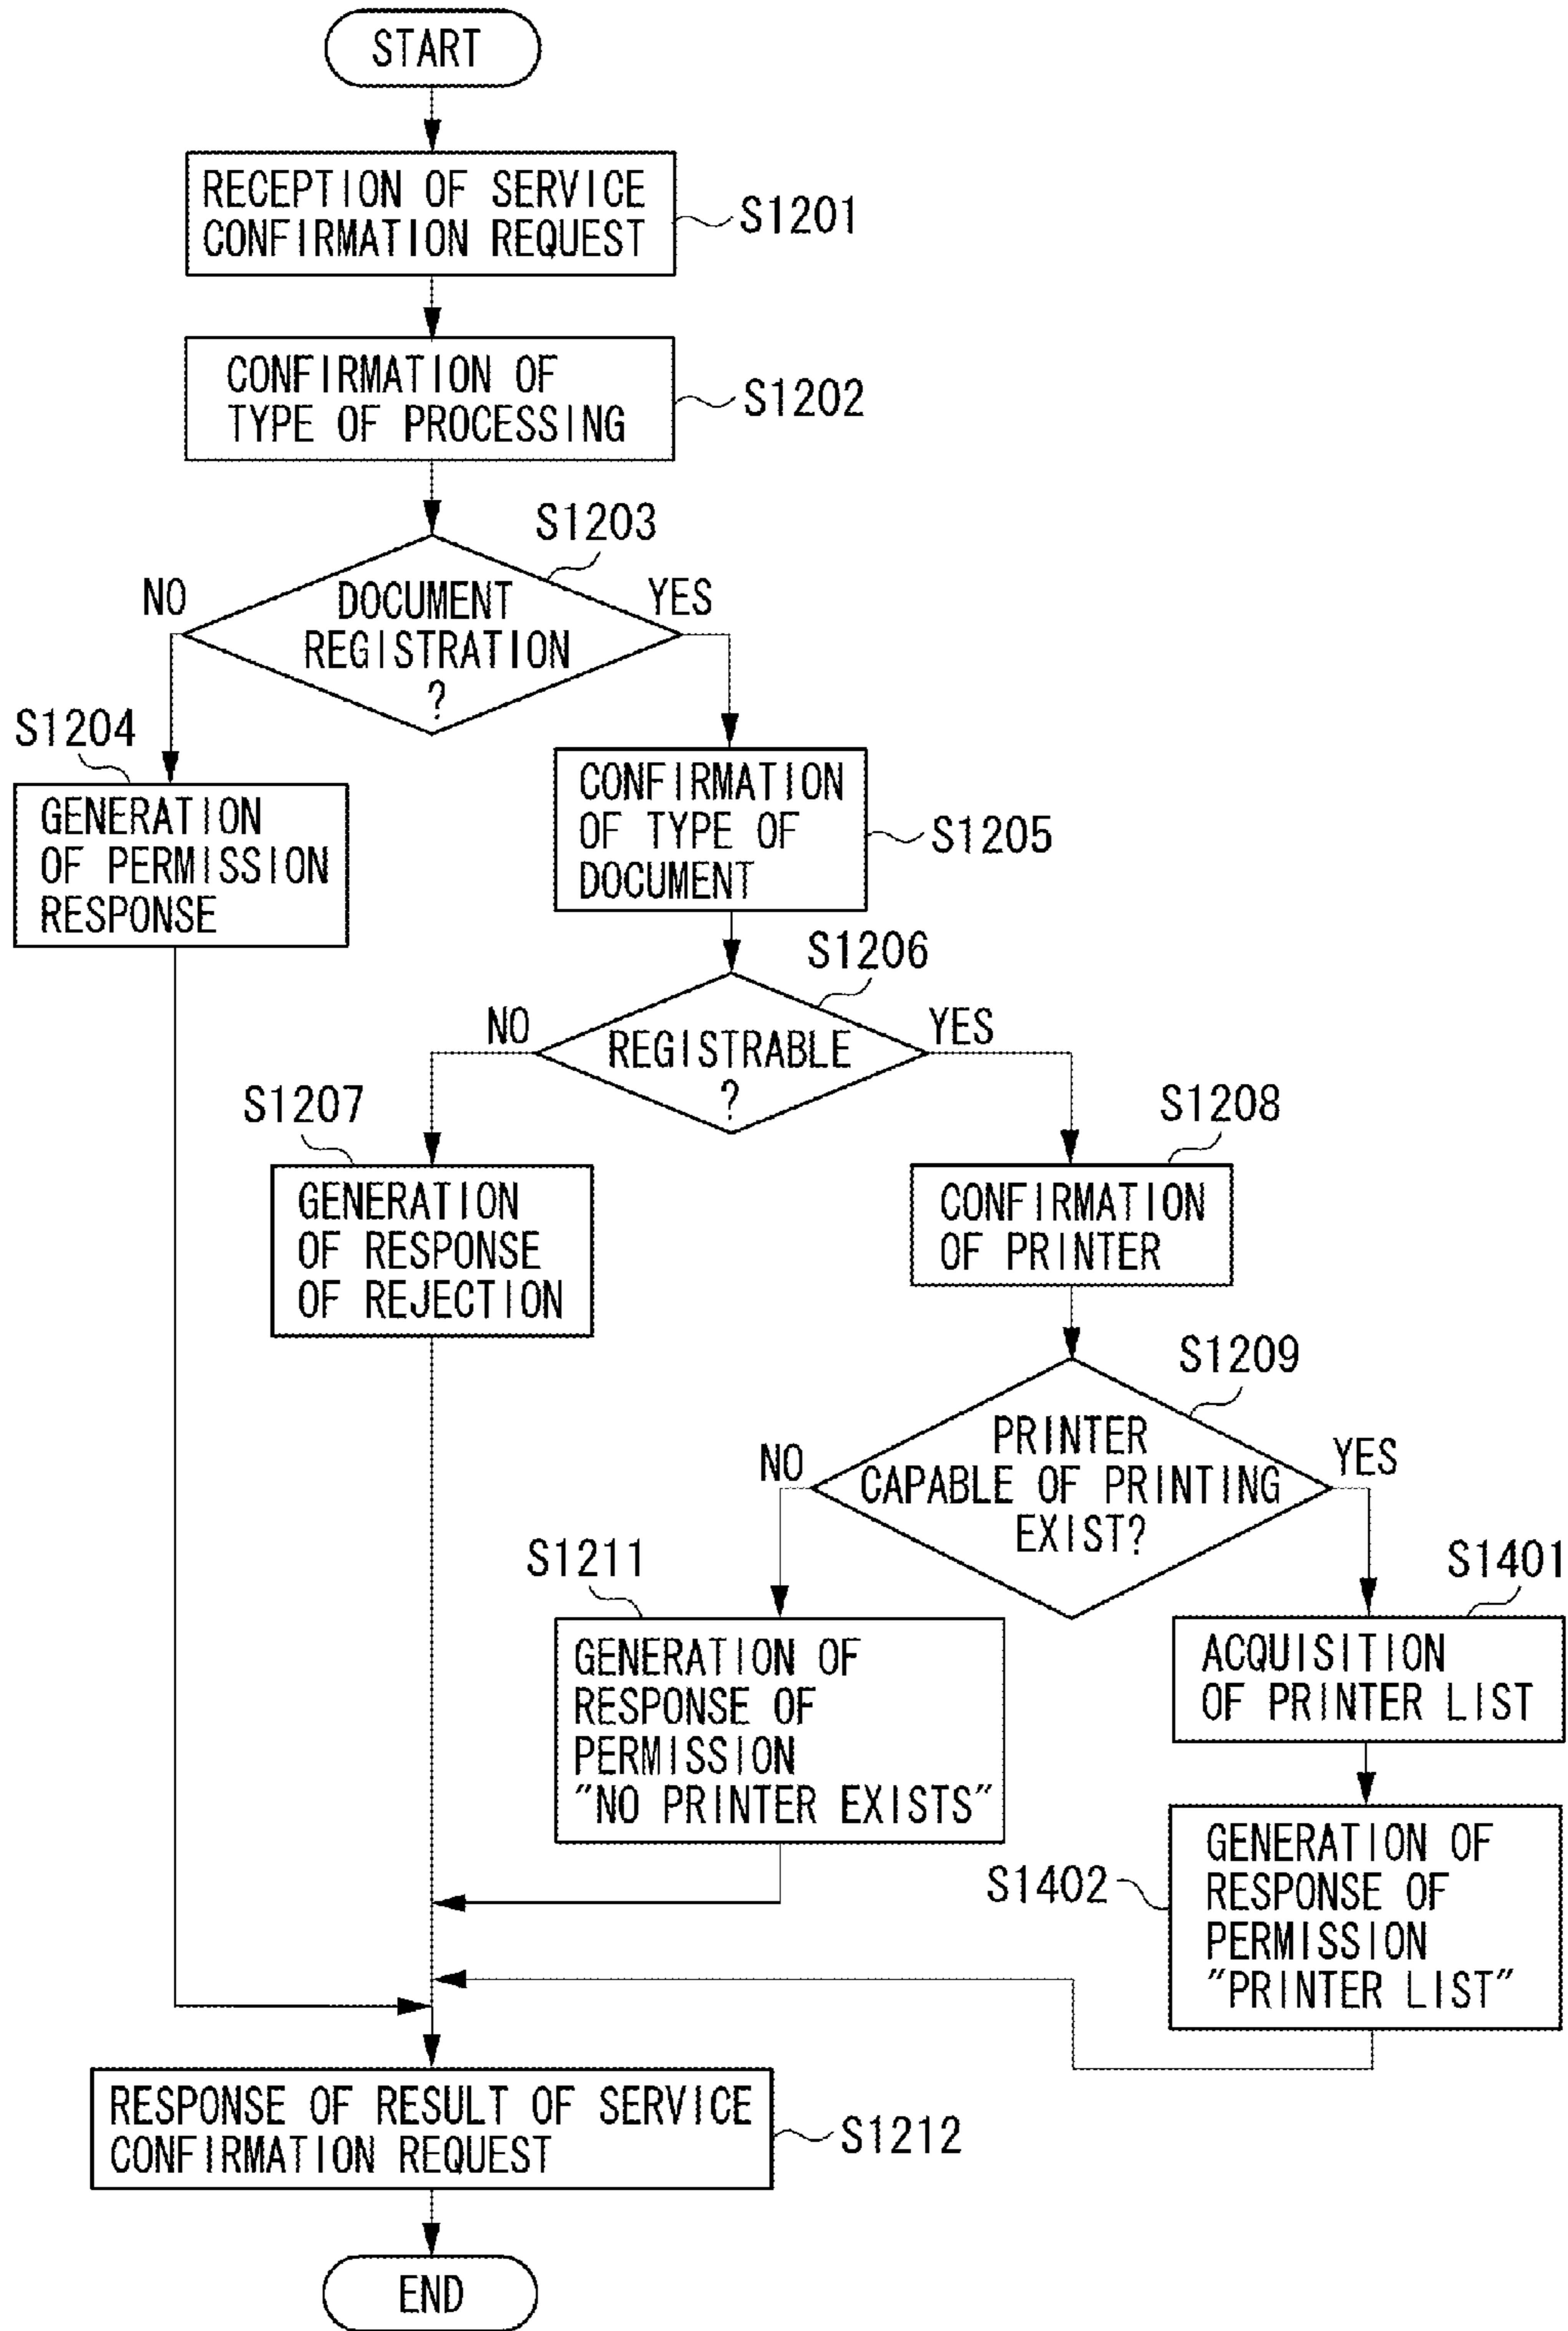 START
RECEPTION OF SERVICE
CONFIRMATION REQUEST
S1201
CONFIRMATION OF
TYPE OF PROCESSING
S1202
S1203
NO
DOCUMENT
REGISTRATION
?
YES
S1204
GENERATION
OF PERMISSION
RESPONSE
CONFIRMATION
OF TYPE OF
DOCUMENT
S1205
S1206
NO
REGISTRABLE
?
YES
S1207
GENERATION
OF RESPONSE
OF REJECTION
S1208
CONFIRMATION
OF PRINTER
S1209
NO
PRINTER
CAPABLE OF PRINTING
EXIST?
YES
S1211
GENERATION OF
RESPONSE OF
PERMISSION
"NO PRINTER EXISTS"
S1401
ACQUISITION
OF PRINTER LIST
S1402
GENERATION OF
RESPONSE OF
PERMISSION
"PRINTER LIST"
RESPONSE OF RESULT OF SERVICE
CONFIRMATION REQUEST
S1212
END